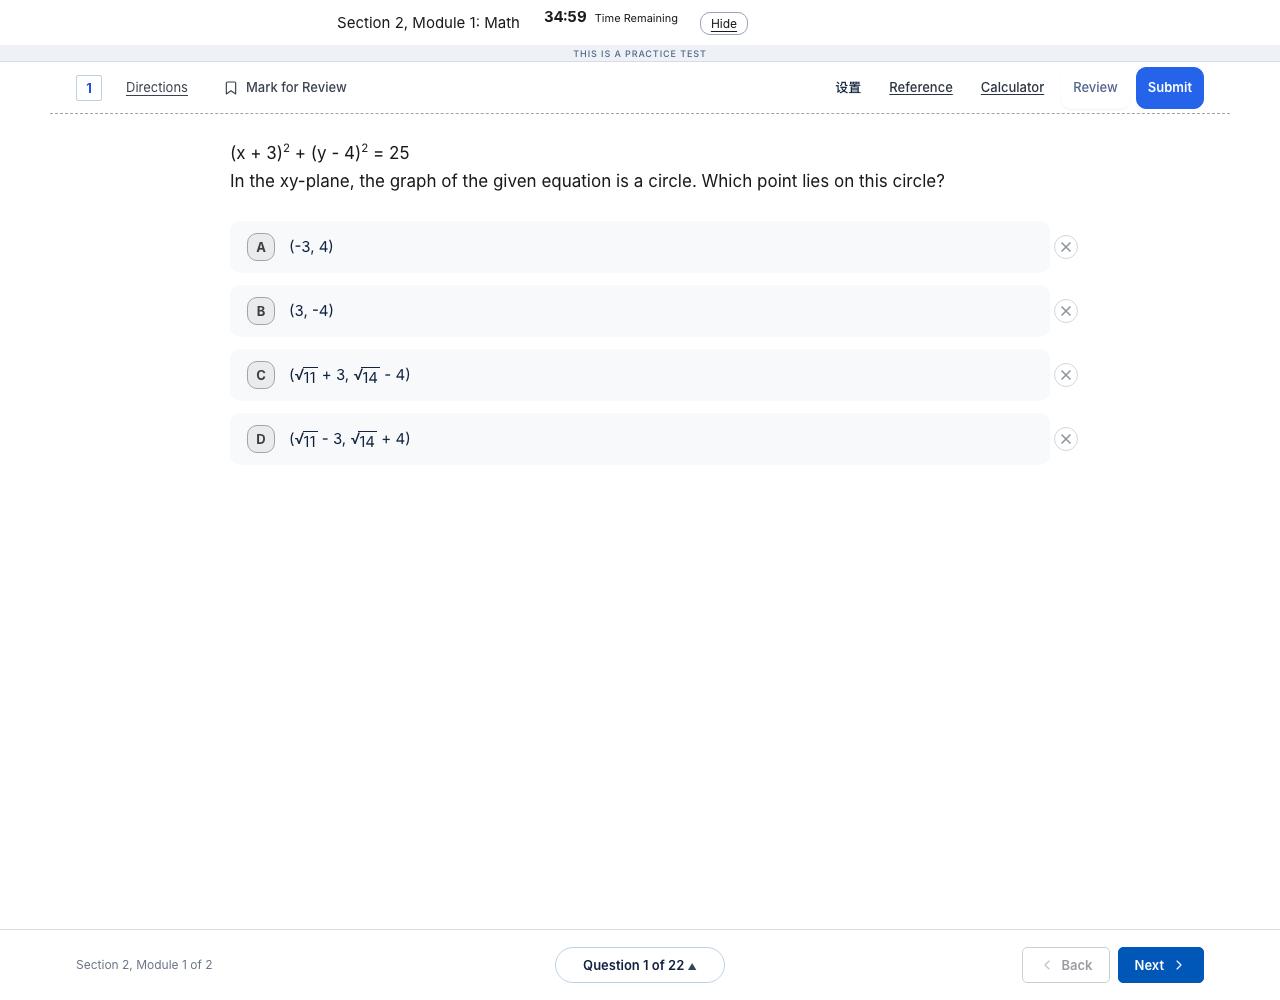 Section 2, Module 1: Math 34:59 Time Remaining Hide
THIS IS A PRACTICE TEST
1 Directions Mark for Review 设置 Reference Calculator Review Submit
(x + 3)² + (y - 4)² = 25
In the xy-plane, the graph of the given equation is a circle. Which point lies on this circle?
A (-3, 4)
B (3, -4)
C (√11 + 3, √14 - 4)
D (√11 - 3, √14 + 4)
Section 2, Module 1 of 2 Question 1 of 22 ▲ Back Next